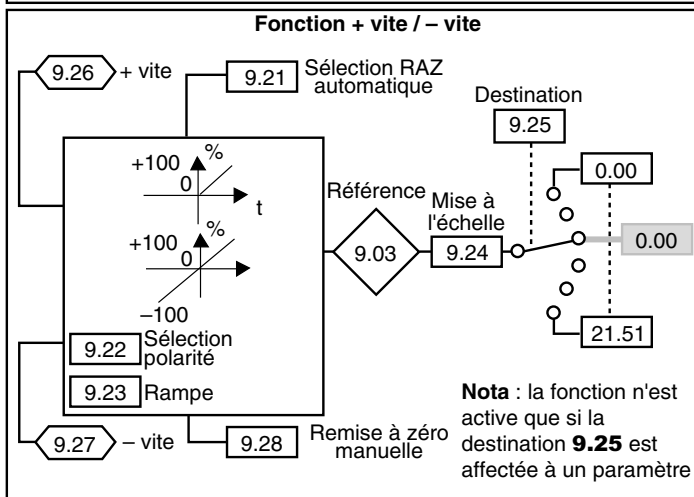 Fonction + vite / – vite
9.26
+ vite
9.21
Sélection RAZ
automatique
Destination
9.25
+100
%
0
t
0.00
Référence
Mise à
l'échelle
+100
%
0
9.03
9.24
0.00
–100
9.22
Sélection
polarité
21.51
9.23
Rampe
9.27
– vite
9.28
Remise à zéro
manuelle
Nota : la fonction n'est
active que si la
destination 9.25 est
affectée à un paramètre